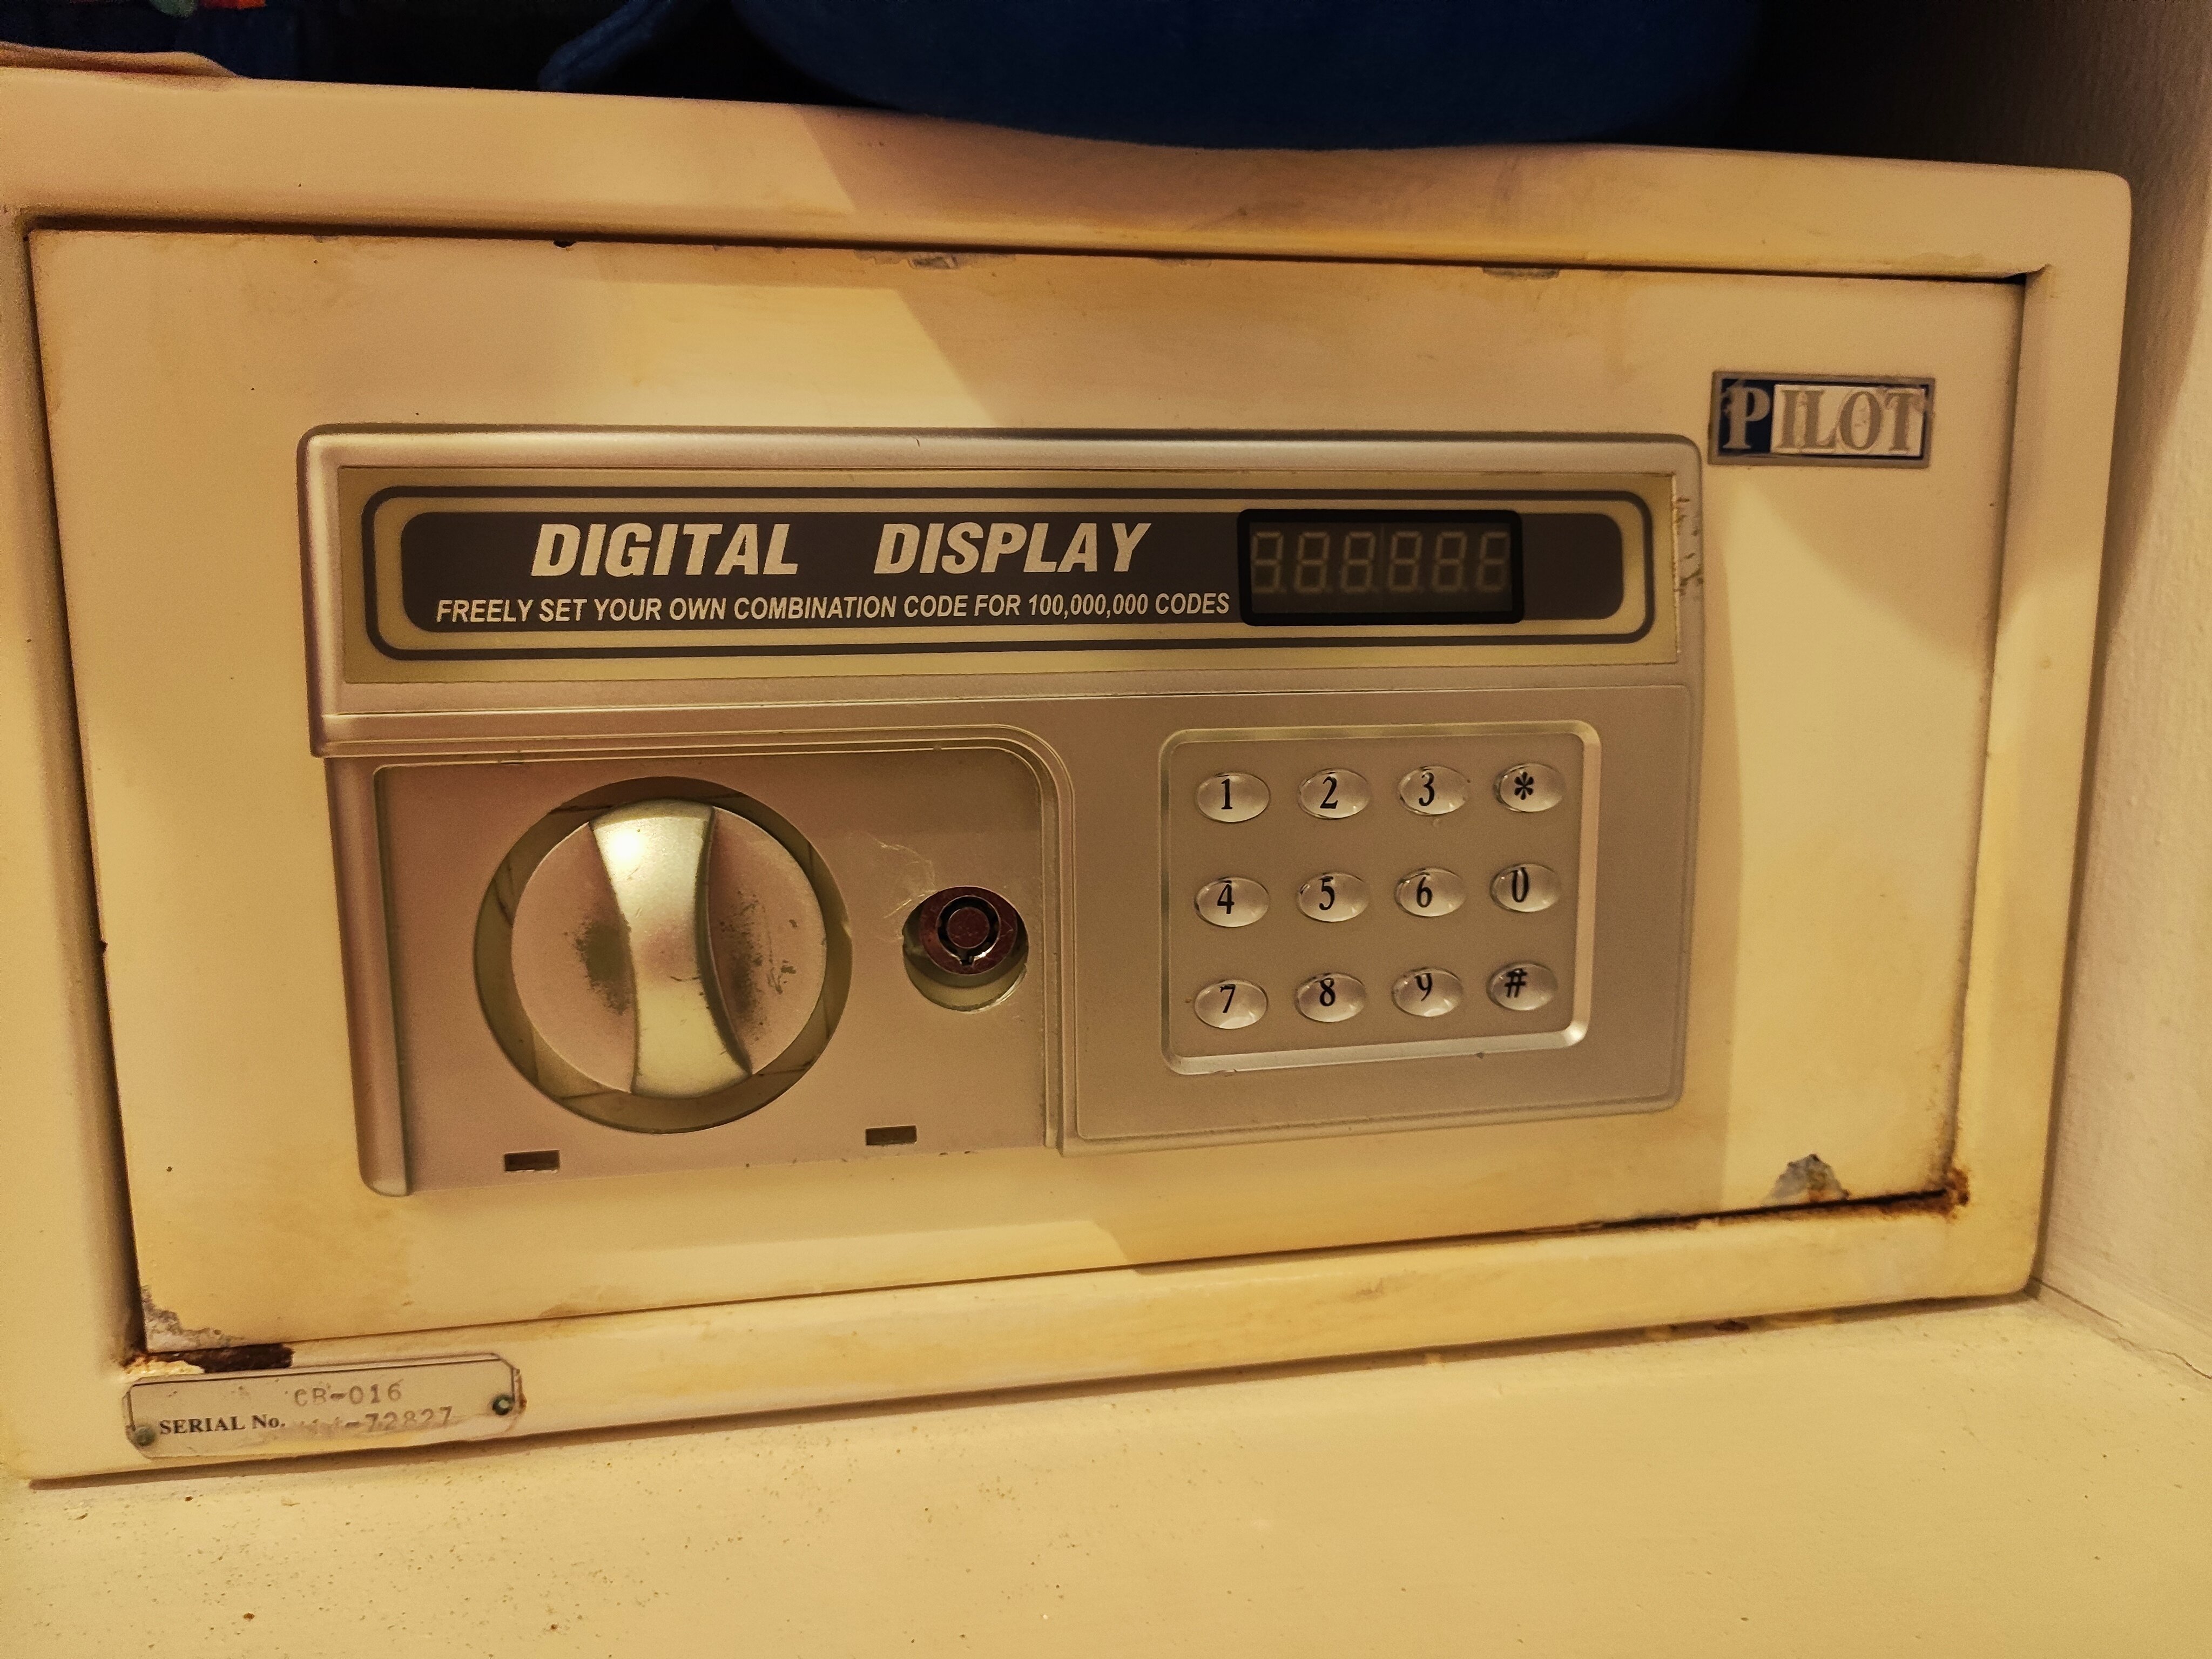 PILOT
DIGITAL DISPLAY
FREELY SET YOUR OWN COMBINATION CODE FOR 100,000,000 CODES
1 2 3 *
4 5 6 0
7 8 9 #
CB-016
SERIAL No. -72827